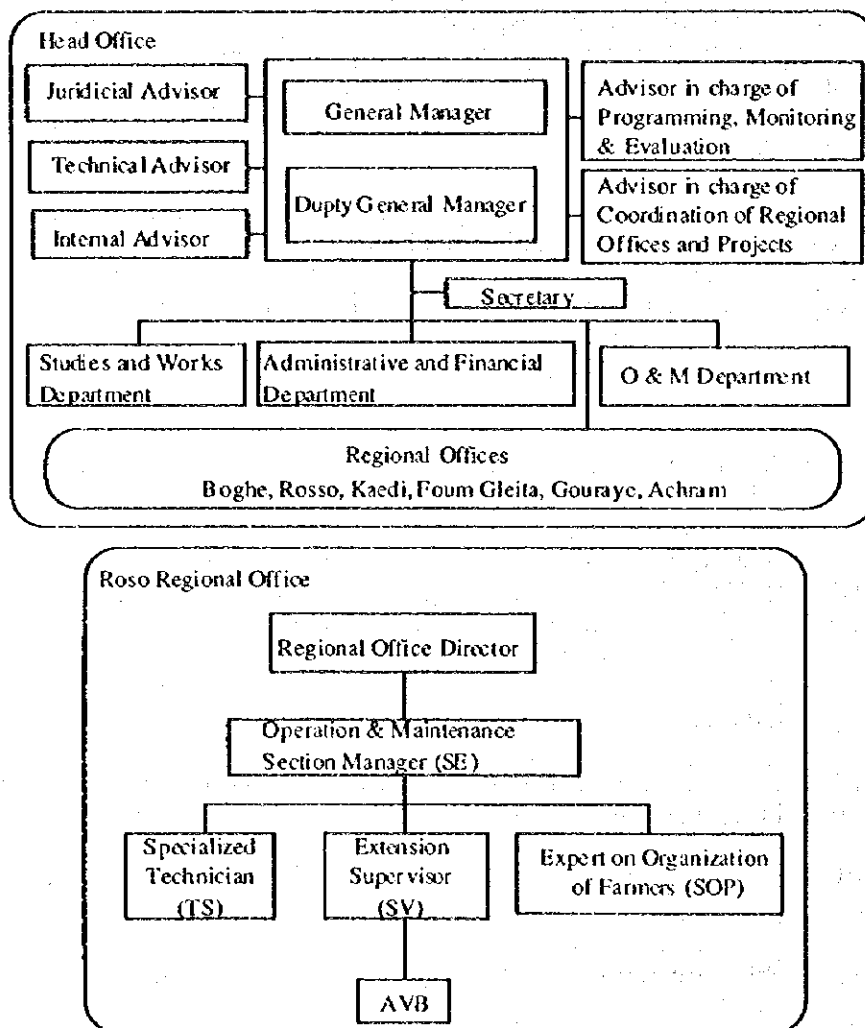 Head Office
Juridicial Advisor
Technical Advisor
Internal Advisor
General Manager
Dupty General Manager
Advisor in charge of
Programming, Monitoring
& Evaluation
Advisor in charge of
Coordination of Regional
Offices and Projects
Secretary
Studies and Works
Department
Administrative and Financial
Department
O & M Department
Regional Offices
Boghe, Rosso, Kaedi, Foum Gleita, Gouraye, Achram
Roso Regional Office
Regional Office Director
Operation & Maintenance
Section Manager (SE)
Specialized
Technician
(TS)
Extension
Supervisor
(SV)
Expert on Organization
of Farmers (SOP)
AVB